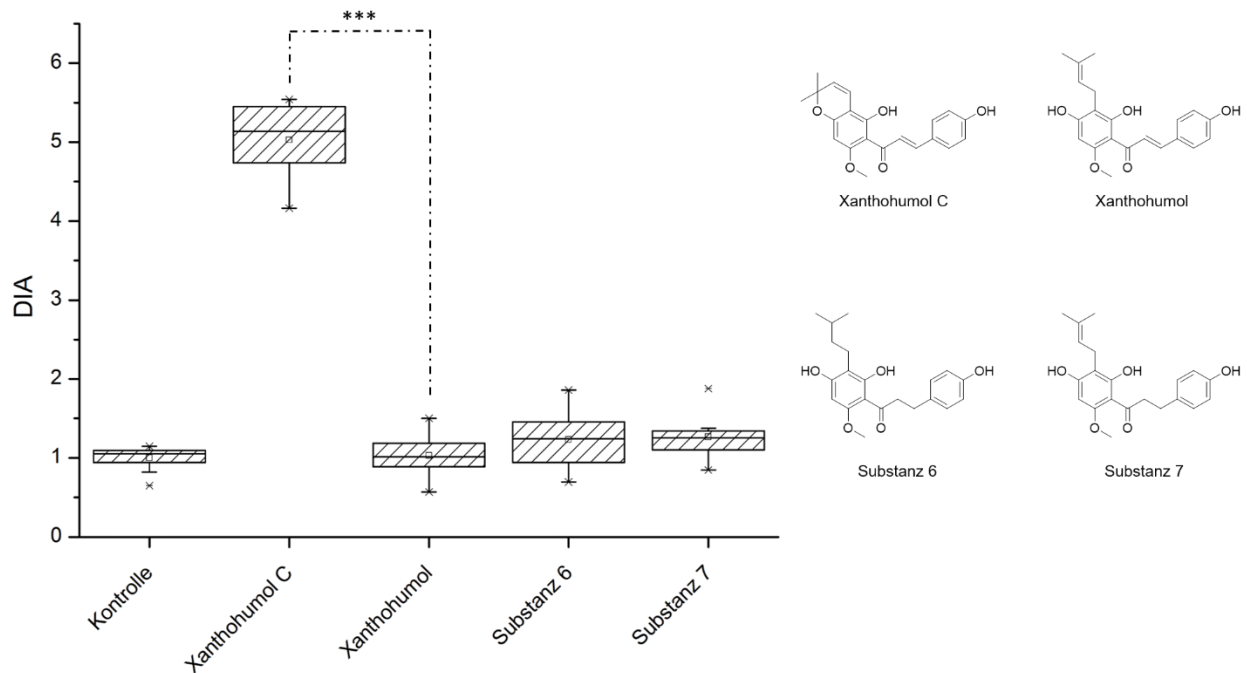 ***
6
5
4
3
2
1
0
DIA
Kontrolle
Xanthohumol C
Xanthohumol
Substanz 6
Substanz 7
O
OH
O
O
OH
Xanthohumol C
HO
OH
O
O
OH
Xanthohumol
HO
OH
O
O
OH
Substanz 6
HO
OH
O
O
OH
Substanz 7